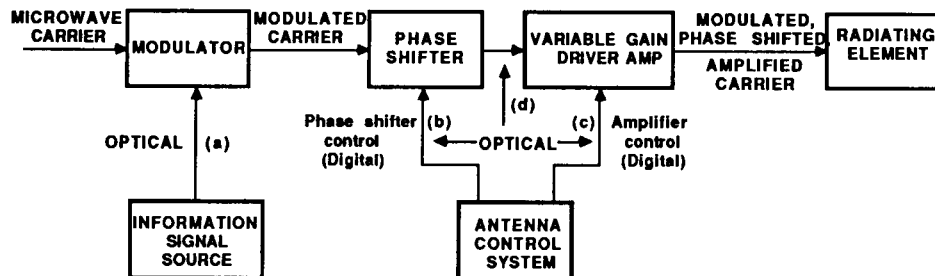 MICROWAVE
CARRIER
MODULATOR
MODULATED
CARRIER
PHASE
SHIFTER
VARIABLE GAIN
DRIVER AMP
MODULATED,
PHASE SHIFTED
AMPLIFIED
CARRIER
RADIATING
ELEMENT
OPTICAL
(a)
Phase shifter
control
(Digital)
(b)
OPTICAL
(d)
(c)
Amplifier
control
(Digital)
INFORMATION
SIGNAL
SOURCE
ANTENNA
CONTROL
SYSTEM